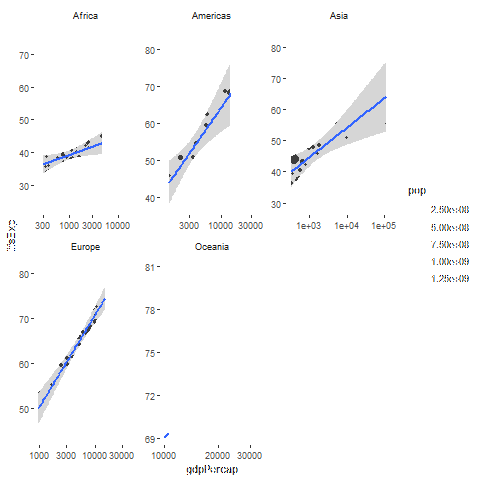 Africa
Americas
Asia
70
60
50
40
30
80
70
60
50
40
80
70
60
50
40
30
300
1000
3000
10000
3000
10000
30000
1e+03
1e+04
1e+05
pop
2.50e+08
5.00e+08
7.50e+08
1.00e+09
1.25e+09
lifeExp
Europe
Oceania
80
70
60
50
81
78
75
72
69
1000
3000
10000
30000
10000
20000
30000
gdpPercap